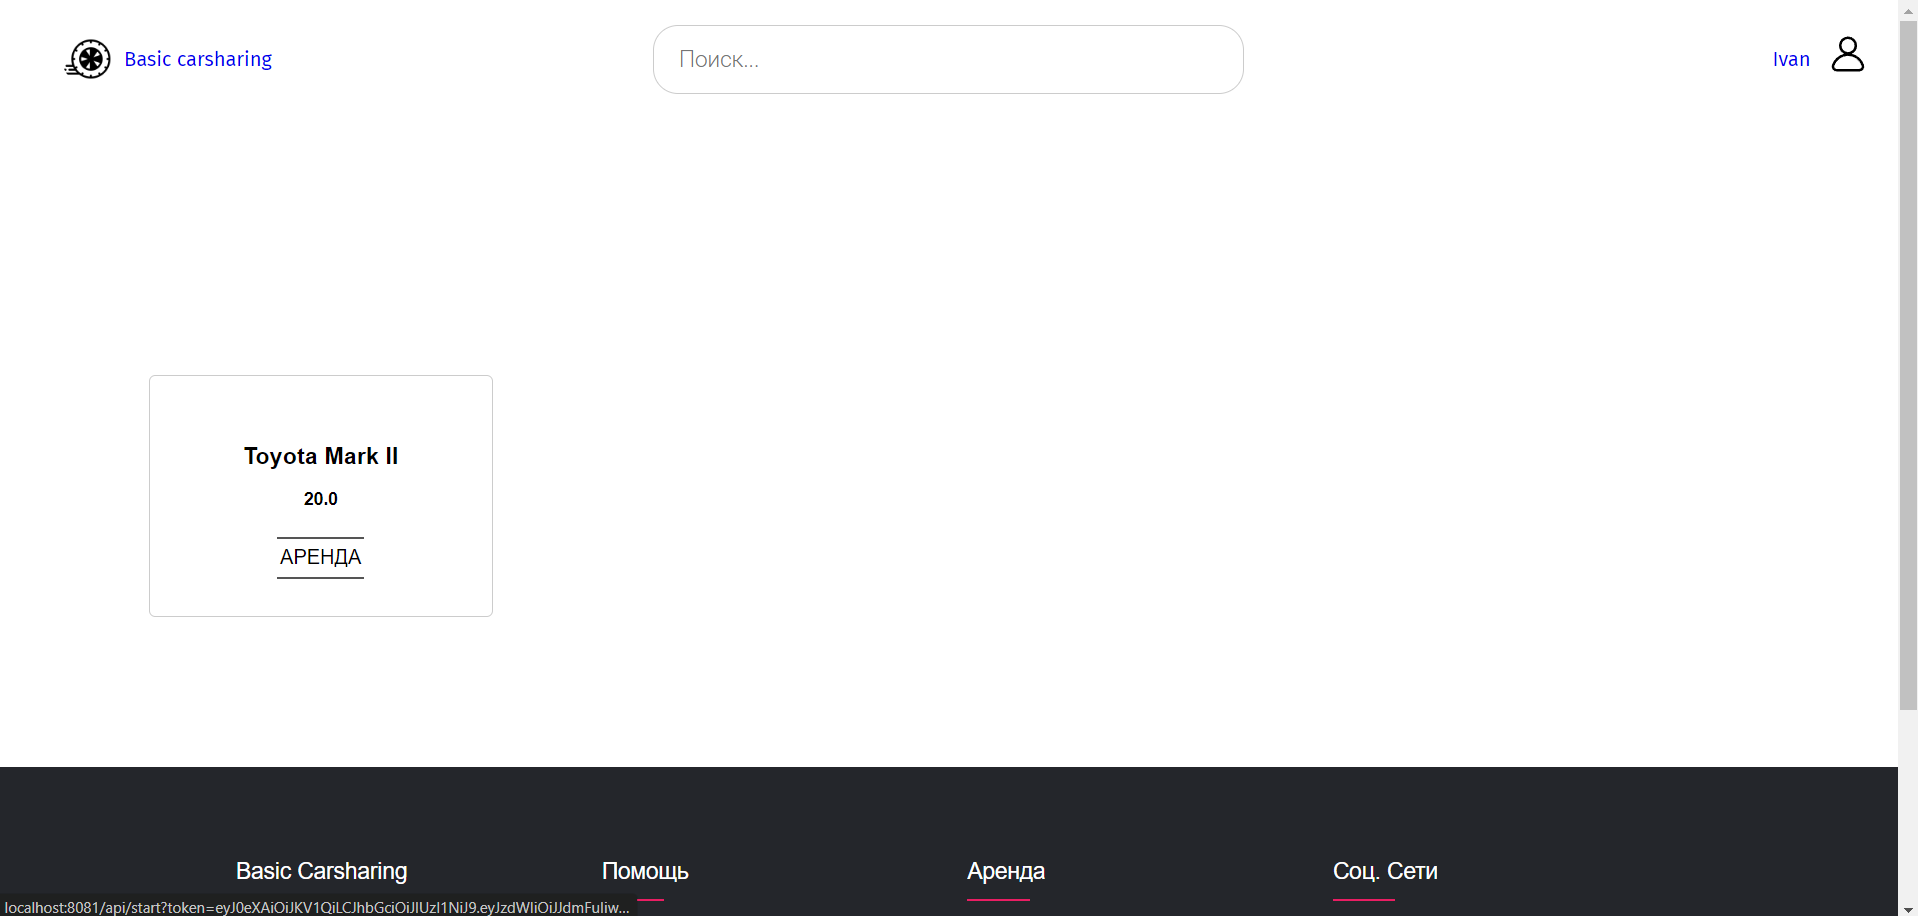 Basic carsharing
Поиск...
Ivan
Toyota Mark II
20.0
АРЕНДА
Basic Carsharing
Помощь
Аренда
Соц. Сети
localhost:8081/api/start?token=eyJ0eXAiOiJKV1QiLCJhbGciOiJIUzI1NiJ9.eyJzdWIiOiJJdmFuIiw...